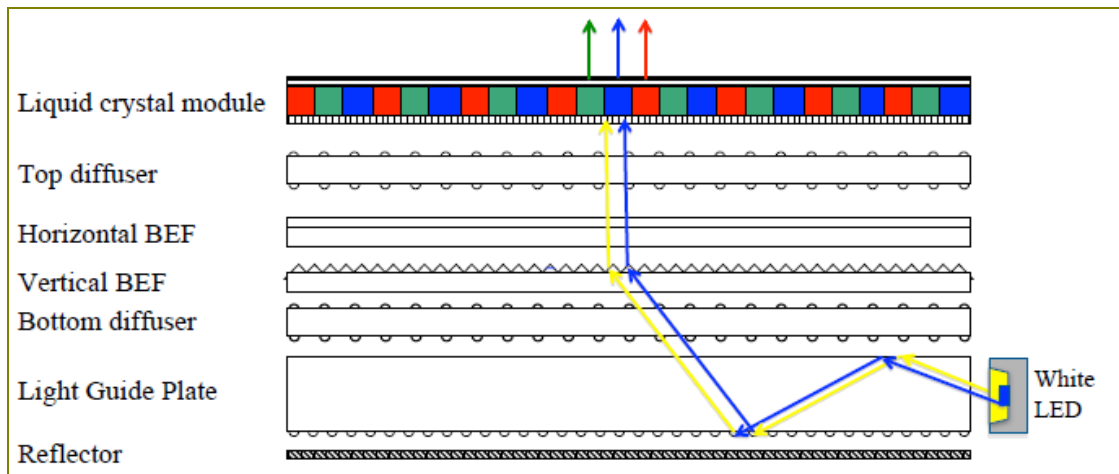 Liquid crystal module
Top diffuser
Horizontal BEF
Vertical BEF
Bottom diffuser
Light Guide Plate
White
LED
Reflector